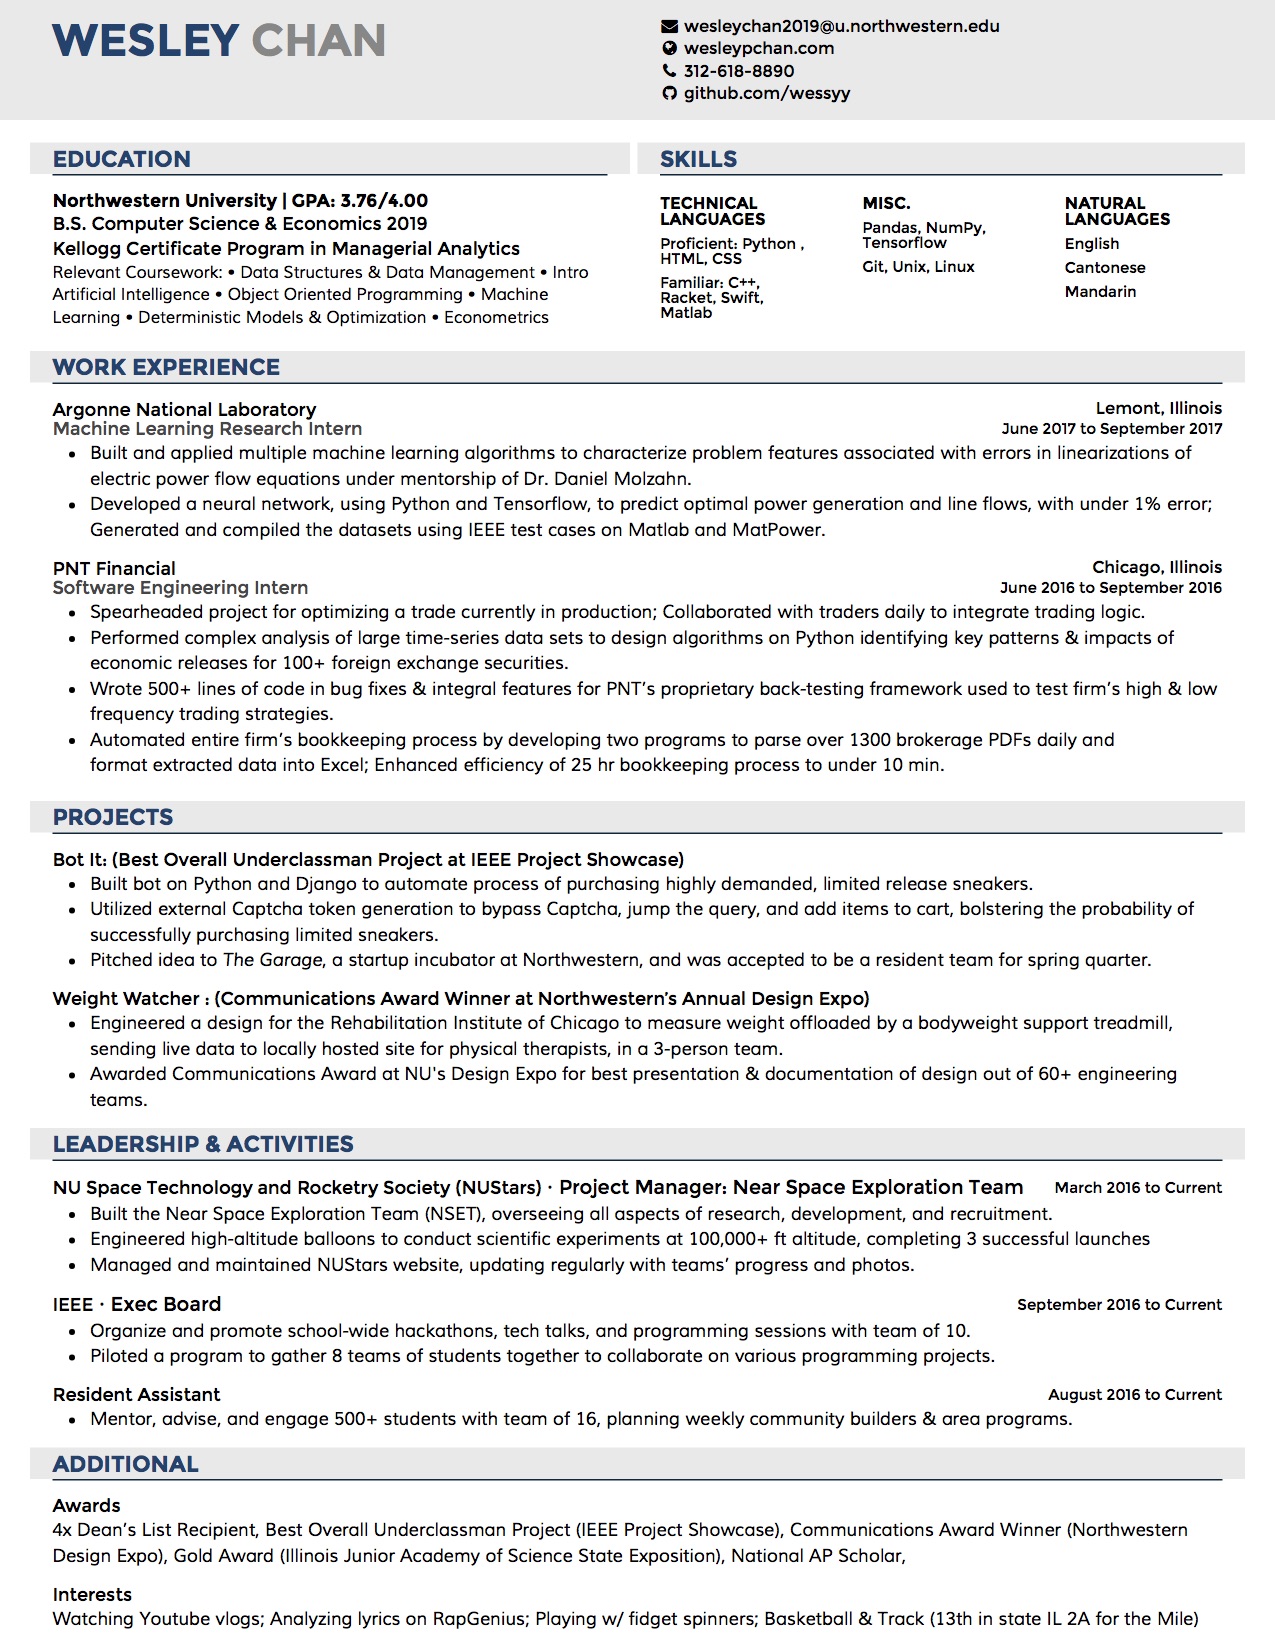 WESLEY CHAN
wesleychan2019@u.northwestern.edu
wesleypchan.com
312-618-8890
github.com/wessyy
EDUCATION
Northwestern University | GPA: 3.76/4.00
B.S. Computer Science & Economics 2019
Kellogg Certificate Program in Managerial Analytics
Relevant Coursework: • Data Structures & Data Management • Intro
Artificial Intelligence • Object Oriented Programming • Machine
Learning • Deterministic Models & Optimization • Econometrics
SKILLS
TECHNICAL
LANGUAGES
Proficient: Python ,
HTML, CSS
Familiar: C++,
Racket, Swift,
Matlab
MISC.
Pandas, NumPy,
Tensorflow
Git, Unix, Linux
NATURAL
LANGUAGES
English
Cantonese
Mandarin
WORK EXPERIENCE
Argonne National Laboratory
Lemont, Illinois
Machine Learning Research Intern
June 2017 to September 2017
• Built and applied multiple machine learning algorithms to characterize problem features associated with errors in linearizations of
electric power flow equations under mentorship of Dr. Daniel Molzahn.
• Developed a neural network, using Python and Tensorflow, to predict optimal power generation and line flows, with under 1% error;
Generated and compiled the datasets using IEEE test cases on Matlab and MatPower.
PNT Financial
Chicago, Illinois
Software Engineering Intern
June 2016 to September 2016
• Spearheaded project for optimizing a trade currently in production; Collaborated with traders daily to integrate trading logic.
• Performed complex analysis of large time-series data sets to design algorithms on Python identifying key patterns & impacts of
economic releases for 100+ foreign exchange securities.
• Wrote 500+ lines of code in bug fixes & integral features for PNT’s proprietary back-testing framework used to test firm’s high & low
frequency trading strategies.
• Automated entire firm’s bookkeeping process by developing two programs to parse over 1300 brokerage PDFs daily and
format extracted data into Excel; Enhanced efficiency of 25 hr bookkeeping process to under 10 min.
PROJECTS
Bot It: (Best Overall Underclassman Project at IEEE Project Showcase)
• Built bot on Python and Django to automate process of purchasing highly demanded, limited release sneakers.
• Utilized external Captcha token generation to bypass Captcha, jump the query, and add items to cart, bolstering the probability of
successfully purchasing limited sneakers.
• Pitched idea to The Garage, a startup incubator at Northwestern, and was accepted to be a resident team for spring quarter.
Weight Watcher : (Communications Award Winner at Northwestern’s Annual Design Expo)
• Engineered a design for the Rehabilitation Institute of Chicago to measure weight offloaded by a bodyweight support treadmill,
sending live data to locally hosted site for physical therapists, in a 3-person team.
• Awarded Communications Award at NU's Design Expo for best presentation & documentation of design out of 60+ engineering
teams.
LEADERSHIP & ACTIVITIES
NU Space Technology and Rocketry Society (NUStars) · Project Manager: Near Space Exploration Team March 2016 to Current
• Built the Near Space Exploration Team (NSET), overseeing all aspects of research, development, and recruitment.
• Engineered high-altitude balloons to conduct scientific experiments at 100,000+ ft altitude, completing 3 successful launches
• Managed and maintained NUStars website, updating regularly with teams’ progress and photos.
IEEE · Exec Board September 2016 to Current
• Organize and promote school-wide hackathons, tech talks, and programming sessions with team of 10.
• Piloted a program to gather 8 teams of students together to collaborate on various programming projects.
Resident Assistant August 2016 to Current
• Mentor, advise, and engage 500+ students with team of 16, planning weekly community builders & area programs.
ADDITIONAL
Awards
4x Dean’s List Recipient, Best Overall Underclassman Project (IEEE Project Showcase), Communications Award Winner (Northwestern
Design Expo), Gold Award (Illinois Junior Academy of Science State Exposition), National AP Scholar,
Interests
Watching Youtube vlogs; Analyzing lyrics on RapGenius; Playing w/ fidget spinners; Basketball & Track (13th in state IL 2A for the Mile)